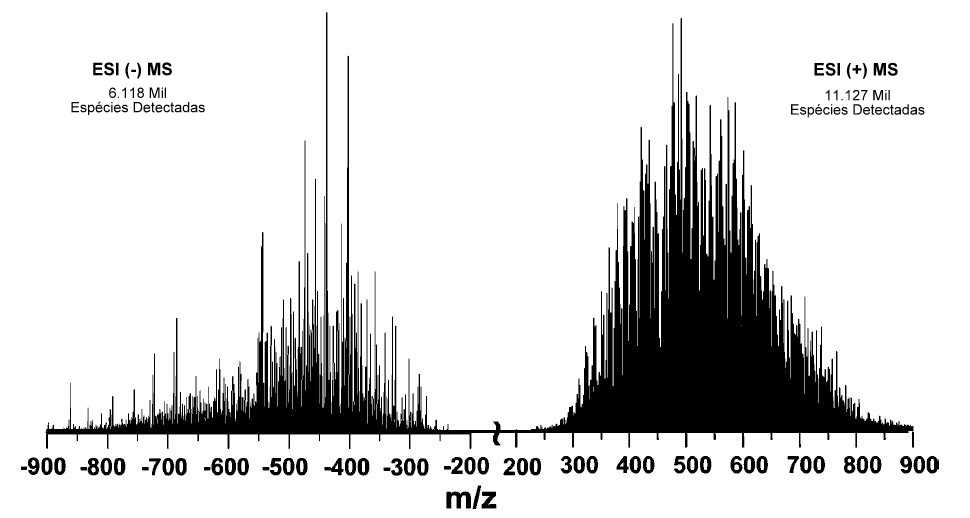 ESI (-) MS
6.118 Mil
Espécies Detectadas
ESI (+) MS
11.127 Mil
Espécies Detectadas
-900 -800 -700 -600 -500 -400 -300 -200 200 300 400 500 600 700 800 900
m/z